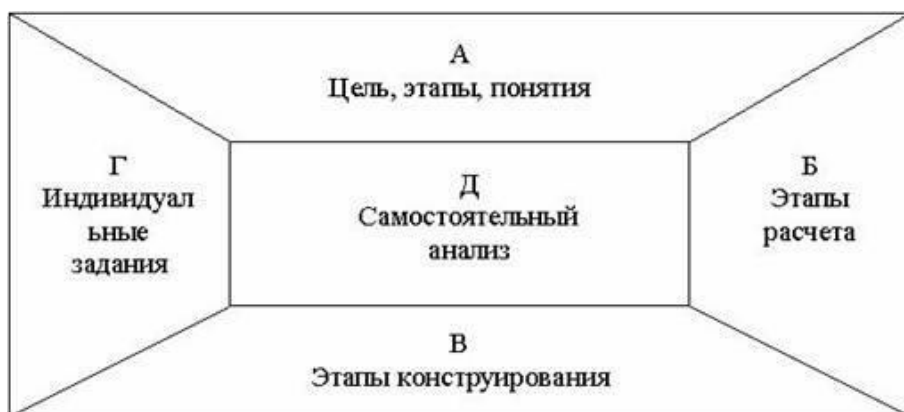 А
Цель, этапы, понятия
Г
Индивидуал
ьные
задания
Д
Самостоятельный
анализ
Б
Этапы
расчета
В
Этапы конструирования